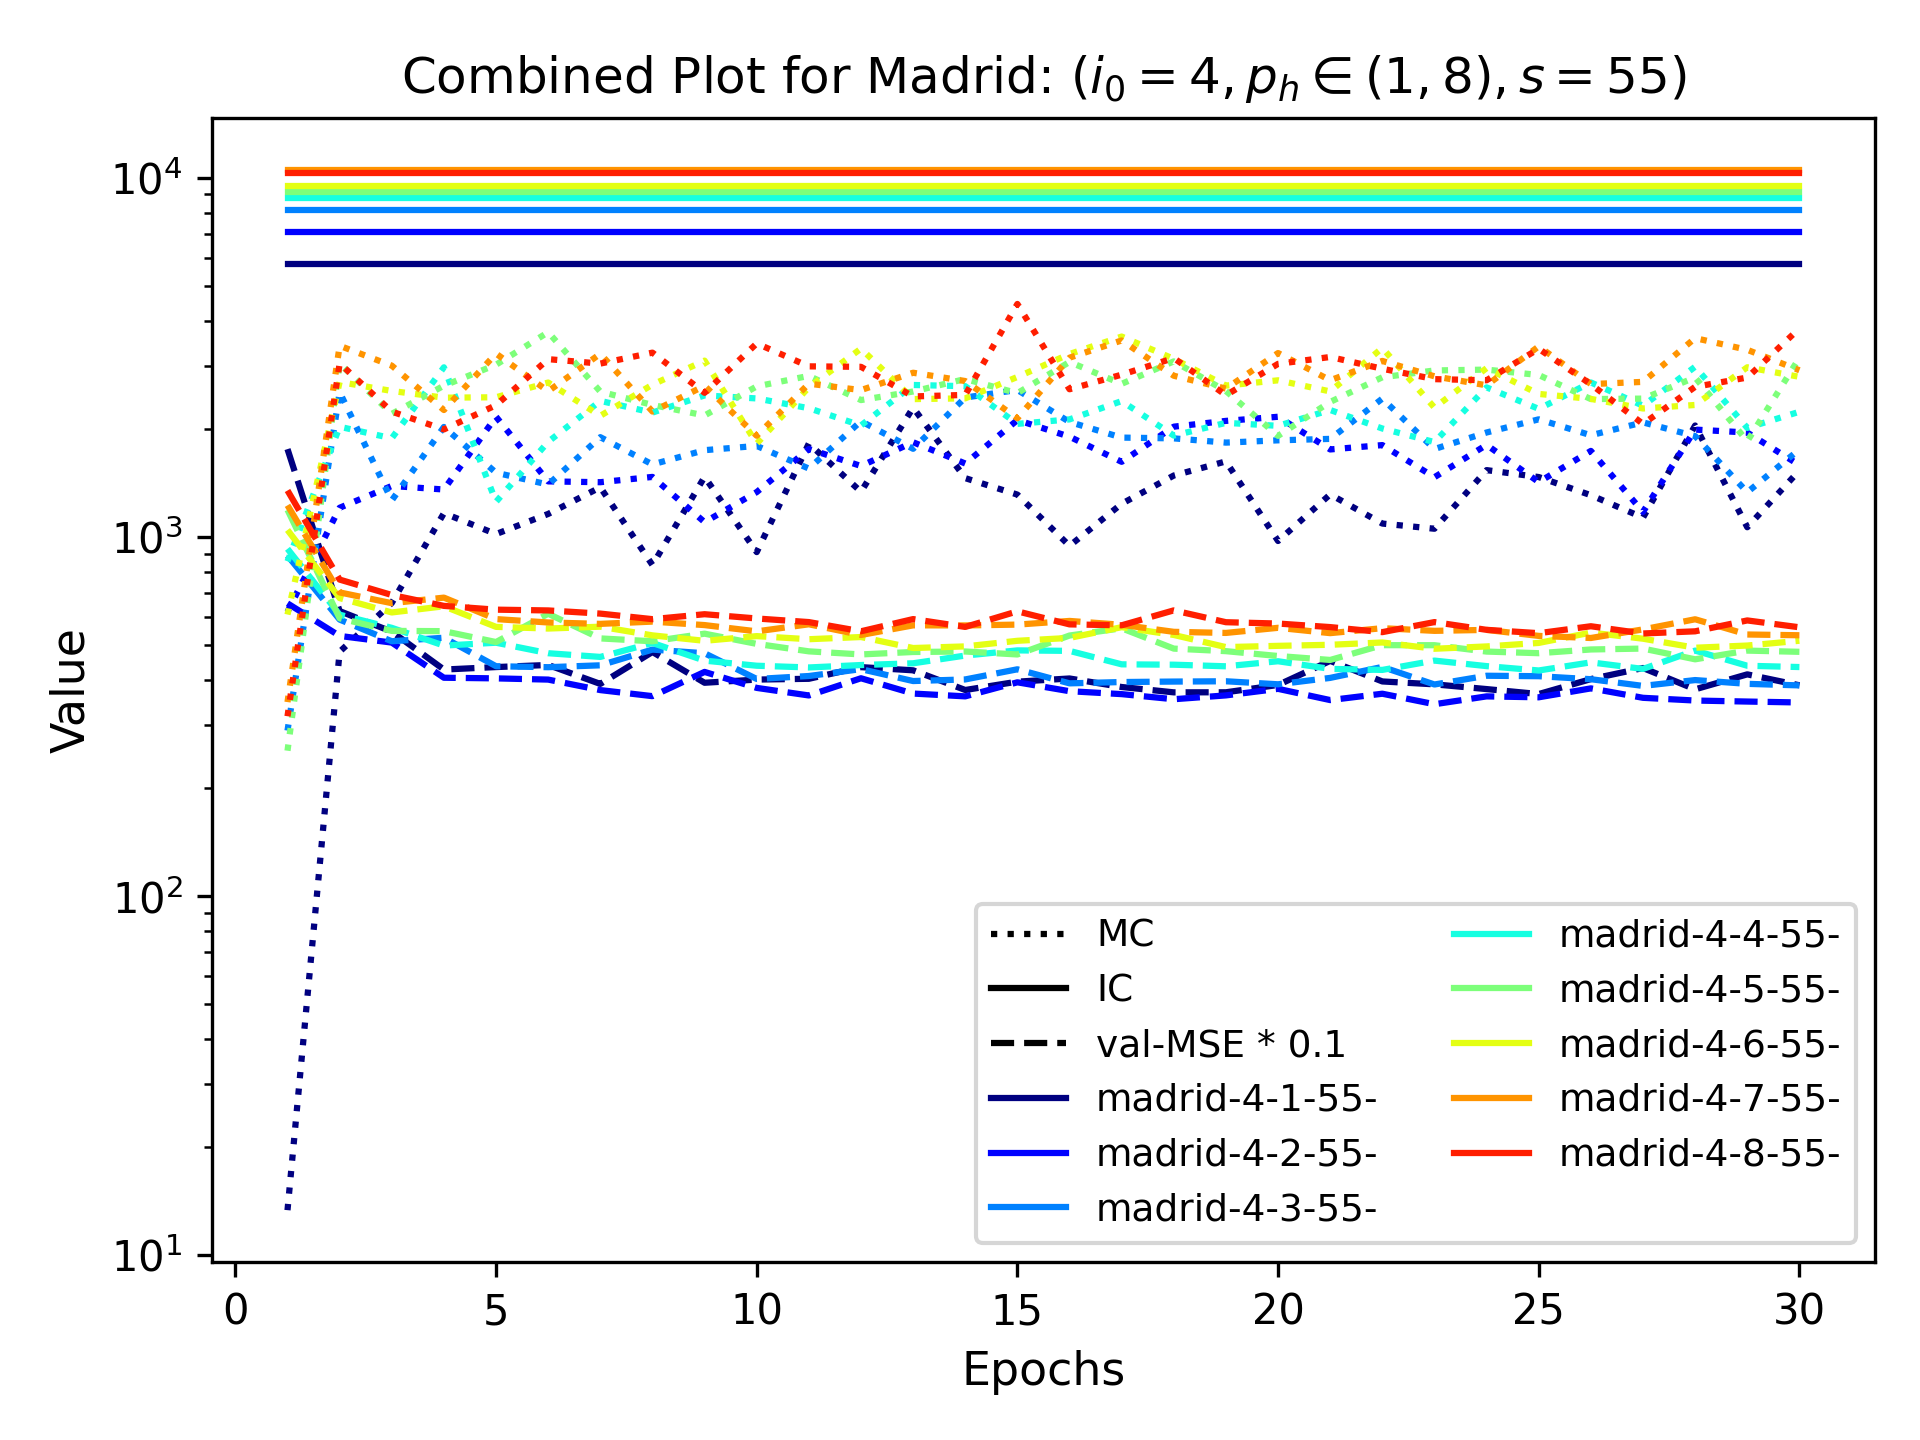 Combined Plot for Madrid: (i₀ = 4, pₕ ∈ (1, 8), s = 55)
Value
10⁴
10³
10²
10¹
0 5 10 15 20 25 30
Epochs
MC
IC
val-MSE * 0.1
madrid-4-1-55-
madrid-4-2-55-
madrid-4-3-55-
madrid-4-4-55-
madrid-4-5-55-
madrid-4-6-55-
madrid-4-7-55-
madrid-4-8-55-